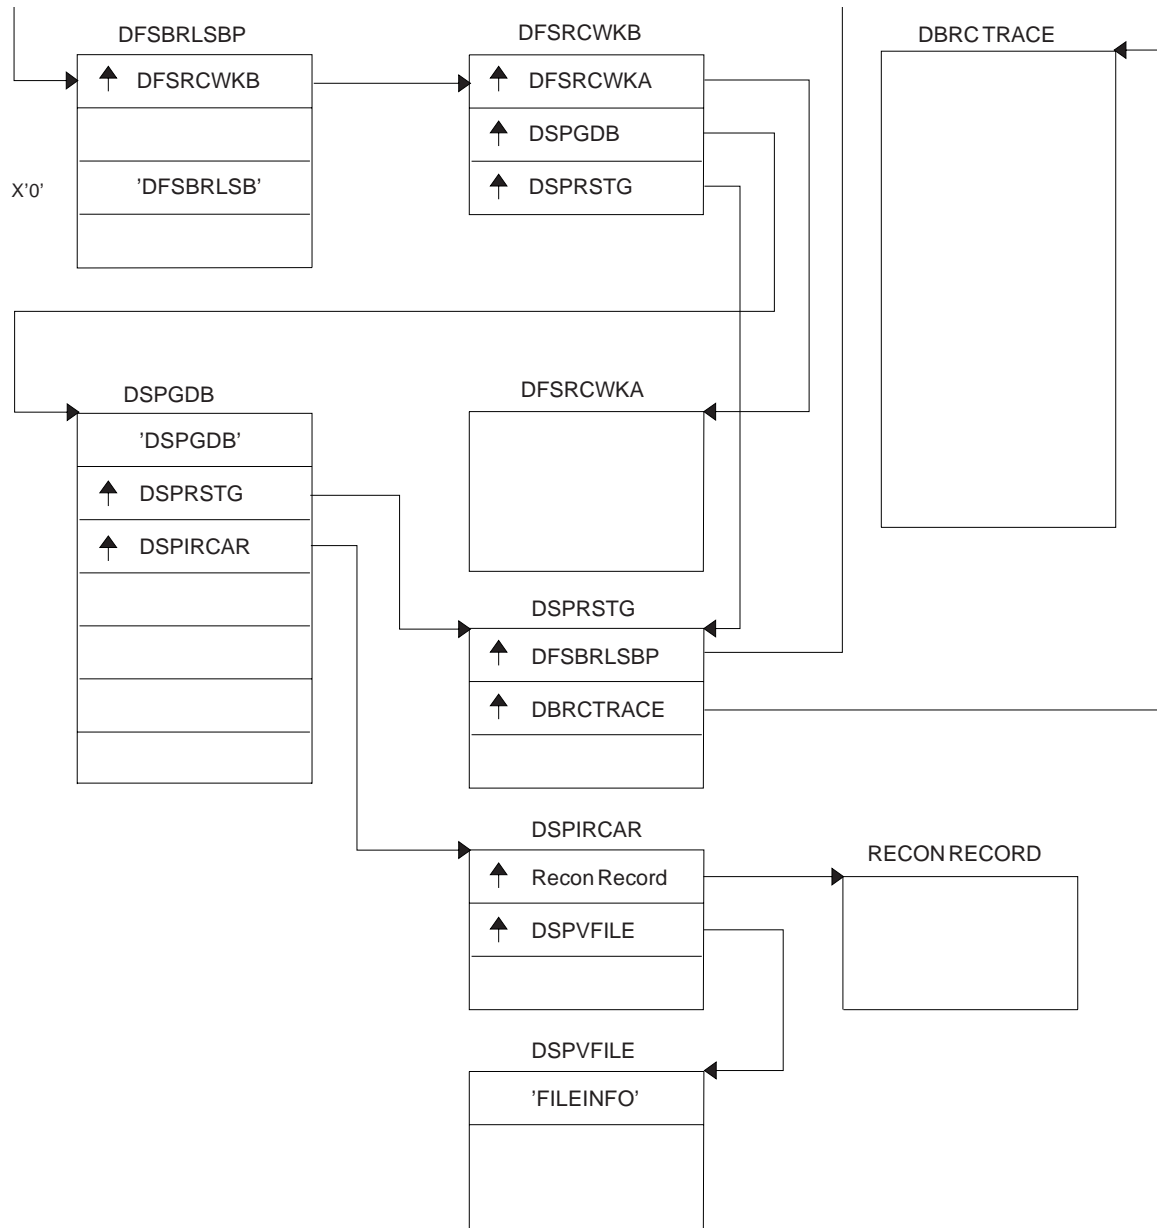 DFSBRLSBP
DFSRCWKB
DBRC TRACE
DFSRCWKB
DFSRCWKA
DSPGDB
X'0'
'DFSBRLSB'
DSPRSTG
DSPGDB
DFSRCWKA
'DSPGDB'
DSPRSTG
DSPIRCAR
DSPRSTG
DFSBRLSBP
DBRCTRACE
DSPIRCAR
RECON RECORD
Recon Record
DSPVFILE
DSPVFILE
'FILEINFO'